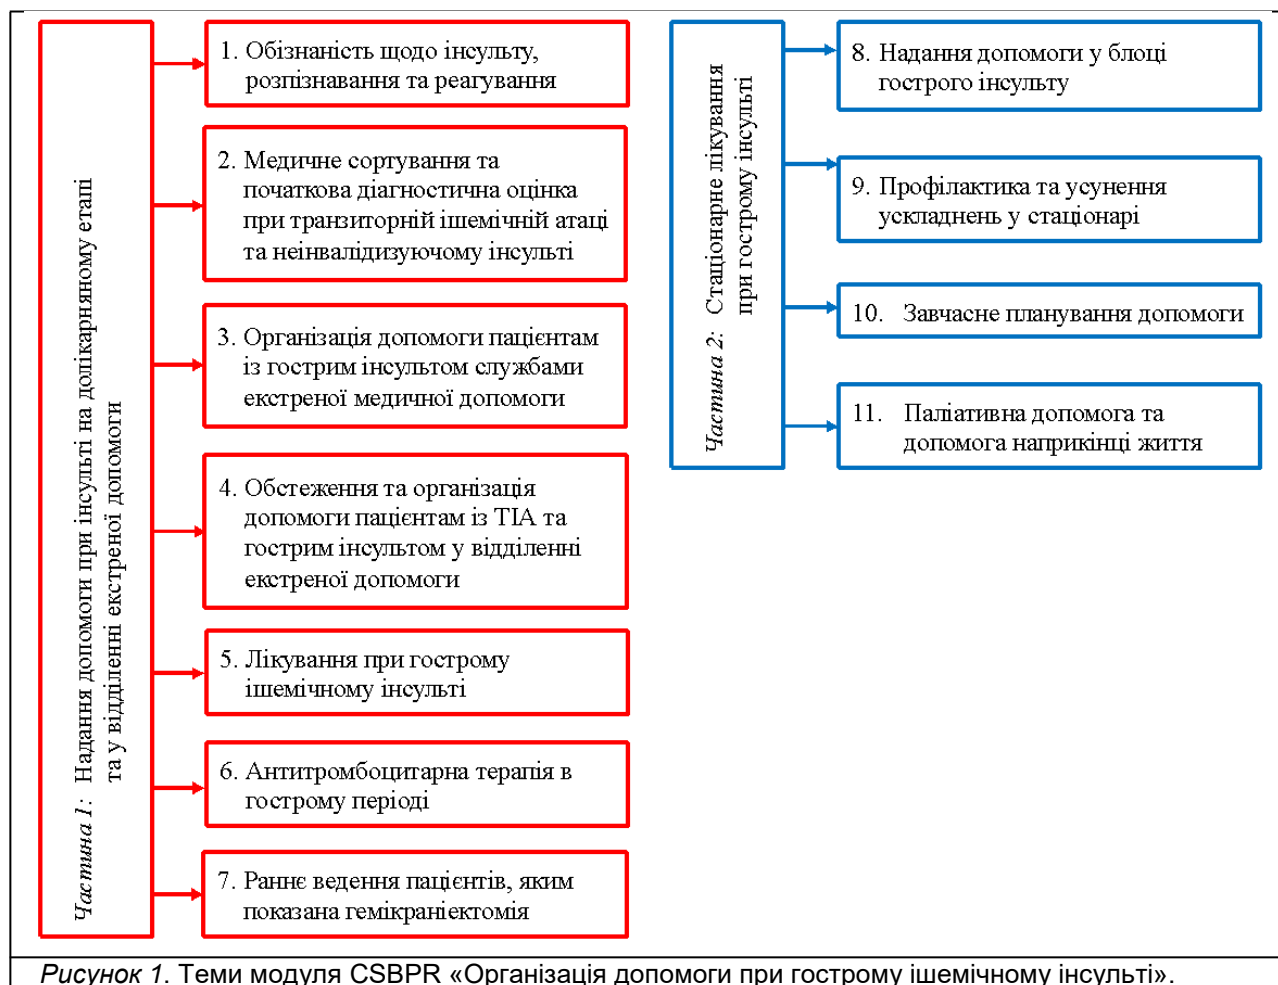 Частина 1: Надання допомоги при інсульті на долікарняному етапі
та у відділенні екстреної допомоги
1. Обізнаність щодо інсульту,
розпізнавання та реагування
2. Медичне сортування та
початкова діагностична оцінка
при транзиторній ішемічній атаці
та неінвалідизуючому інсульті
3. Організація допомоги пацієнтам
із гострим інсультом службами
екстреної медичної допомоги
4. Обстеження та організація
допомоги пацієнтам із ТІА та
гострим інсультом у відділенні
екстреної допомоги
5. Лікування при гострому
ішемічному інсульті
6. Антитромбоцитарна терапія в
гострому періоді
7. Раннє ведення пацієнтів, яким
показана гемікраніектомія
Частина 2: Стаціонарне лікування
при гострому інсульті
8. Надання допомоги у блоці
гострого інсульту
9. Профілактика та усунення
ускладнень у стаціонарі
10. Завчасне планування допомоги
11. Паліативна допомога та
допомога наприкінці життя
Рисунок 1. Теми модуля CSBPR «Організація допомоги при гострому ішемічному інсульті».